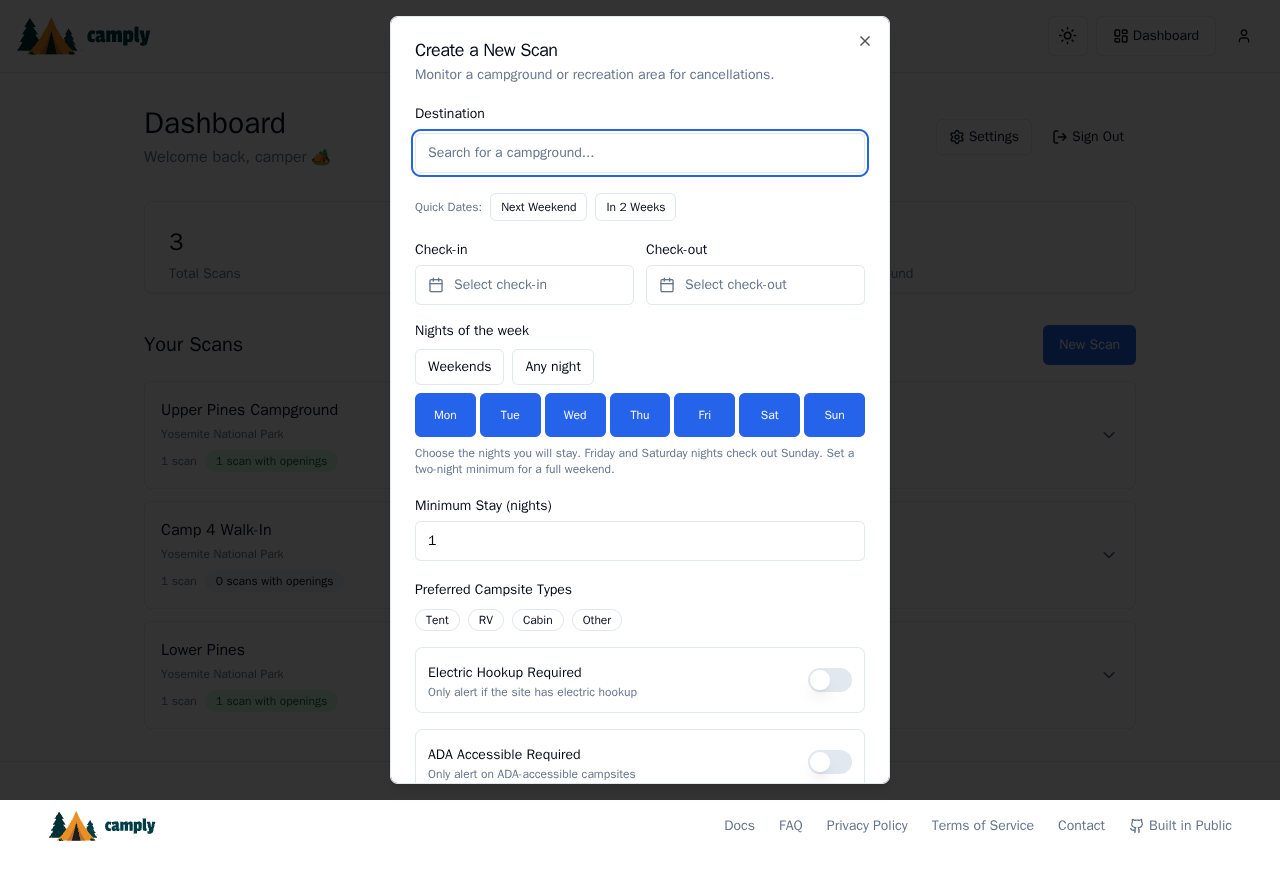 camply
Dashboard
Create a New Scan
Monitor a campground or recreation area for cancellations.
Dashboard
Welcome back, camper
Settings
Sign Out
Destination
Search for a campground...
Quick Dates:
Next Weekend
In 2 Weeks
3
Total Scans
Check-in
Check-out
Select check-in
Select check-out
Your Scans
New Scan
Nights of the week
Weekends
Any night
Mon
Tue
Wed
Thu
Fri
Sat
Sun
Choose the nights you will stay. Friday and Saturday nights check out Sunday. Set a
two-night minimum for a full weekend.
Upper Pines Campground
Yosemite National Park
1 scan
1 scan with openings
Minimum Stay (nights)
1
Camp 4 Walk-In
Yosemite National Park
1 scan
0 scans with openings
Preferred Campsite Types
Tent
RV
Cabin
Other
Lower Pines
Yosemite National Park
1 scan
1 scan with openings
Electric Hookup Required
Only alert if the site has electric hookup
ADA Accessible Required
Only alert on ADA-accessible campsites
camply
Docs
FAQ
Privacy Policy
Terms of Service
Contact
Built in Public